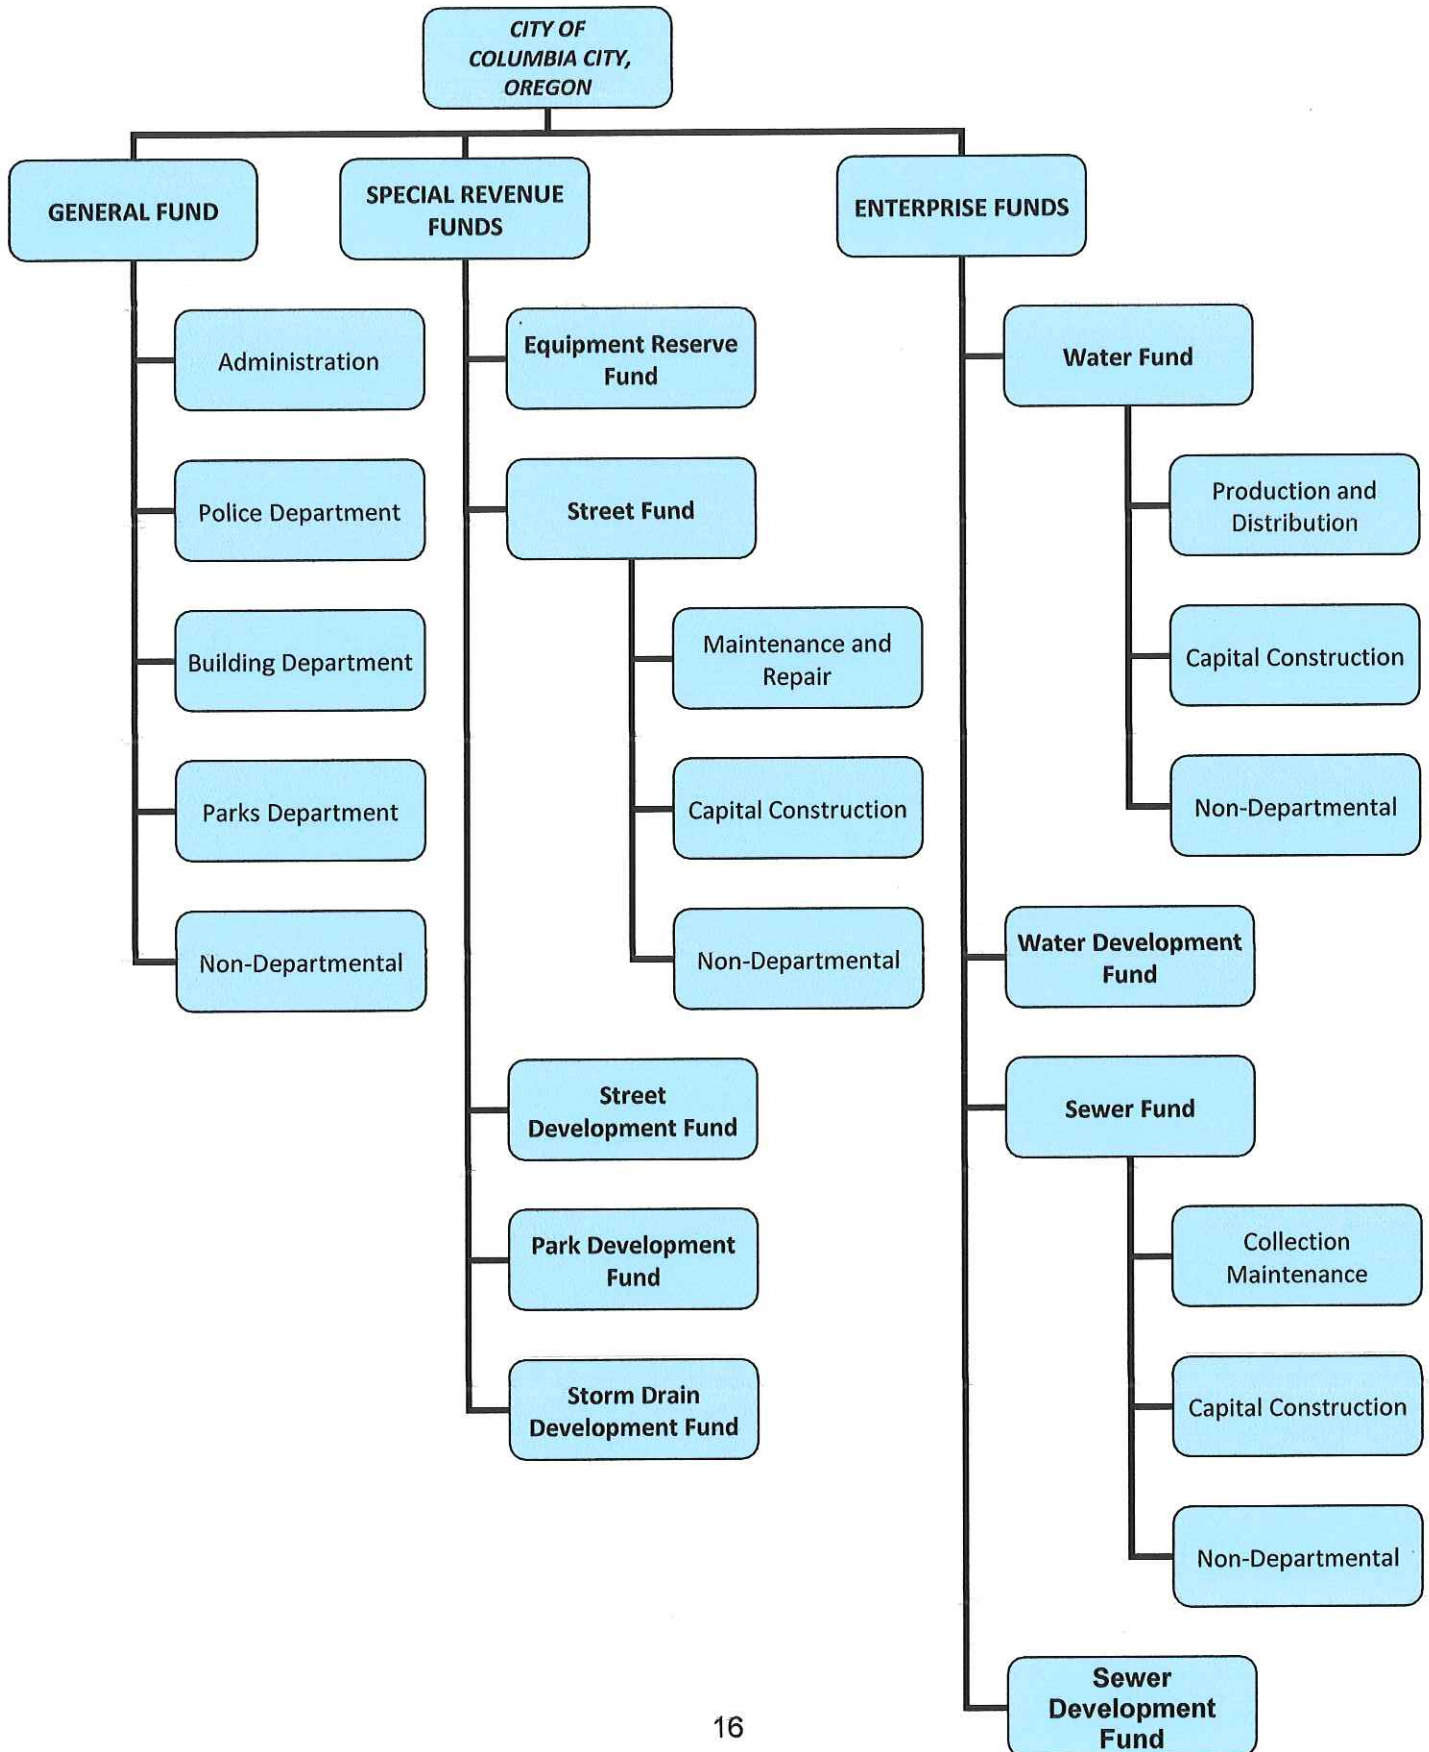 CITY OF
COLUMBIA CITY,
OREGON
GENERAL FUND
SPECIAL REVENUE
FUNDS
ENTERPRISE FUNDS
Administration
Police Department
Building Department
Parks Department
Non-Departmental
Equipment Reserve
Fund
Street Fund
Maintenance and
Repair
Capital Construction
Non-Departmental
Street
Development Fund
Park Development
Fund
Storm Drain
Development Fund
Water Fund
Production and
Distribution
Capital Construction
Non-Departmental
Water Development
Fund
Sewer Fund
Collection
Maintenance
Capital Construction
Non-Departmental
Sewer
Development
Fund
16